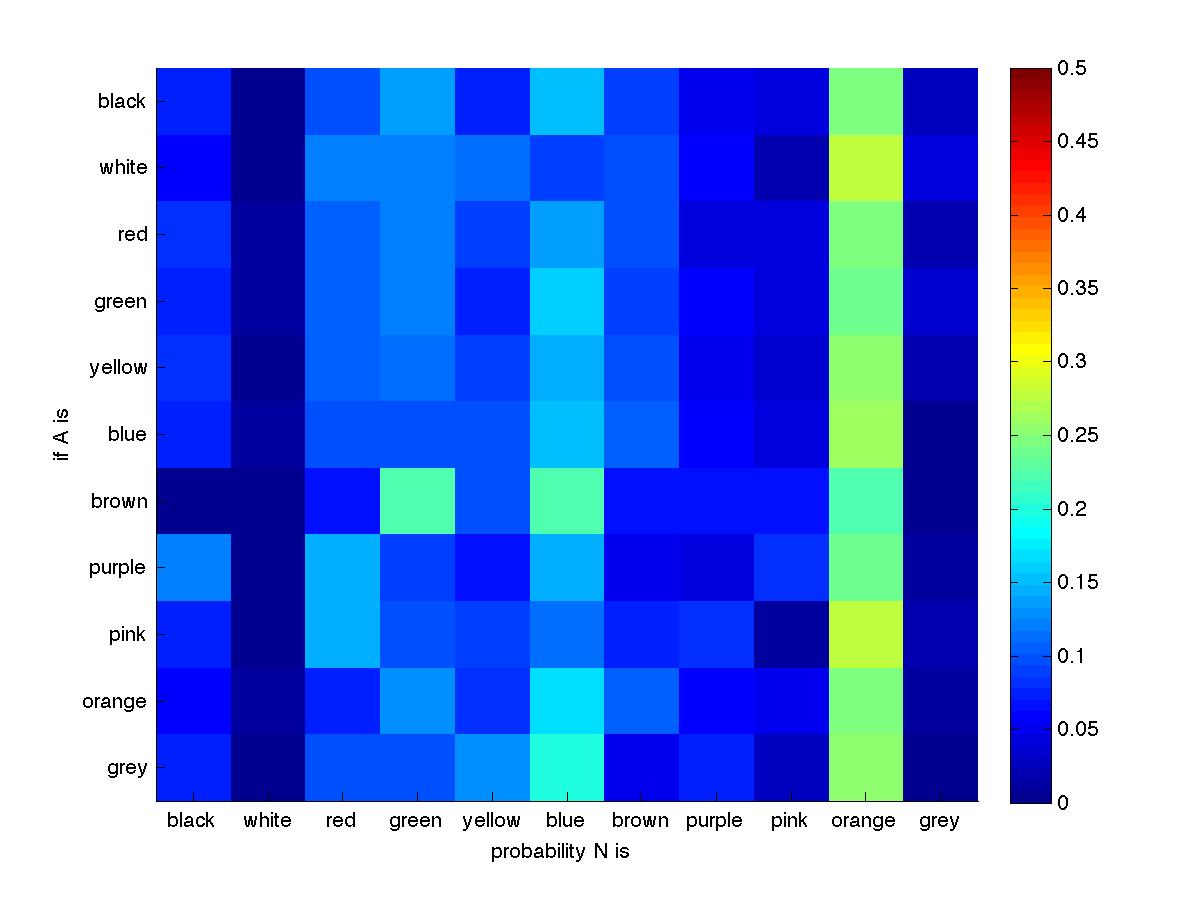 black
white
red
green
yellow
blue
brown
purple
pink
orange
grey
if A is
black white red green yellow blue brown purple pink orange grey
probability N is
0.5
0.45
0.4
0.35
0.3
0.25
0.2
0.15
0.1
0.05
0